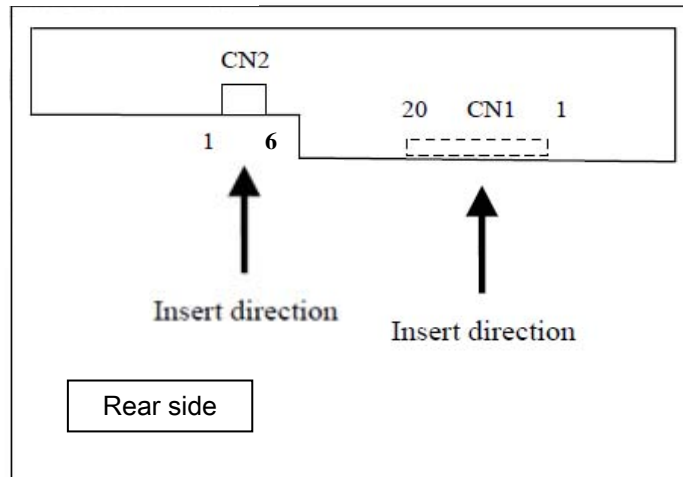 CN2
20 CN1 1
1 6
Insert direction
Insert direction
Rear side